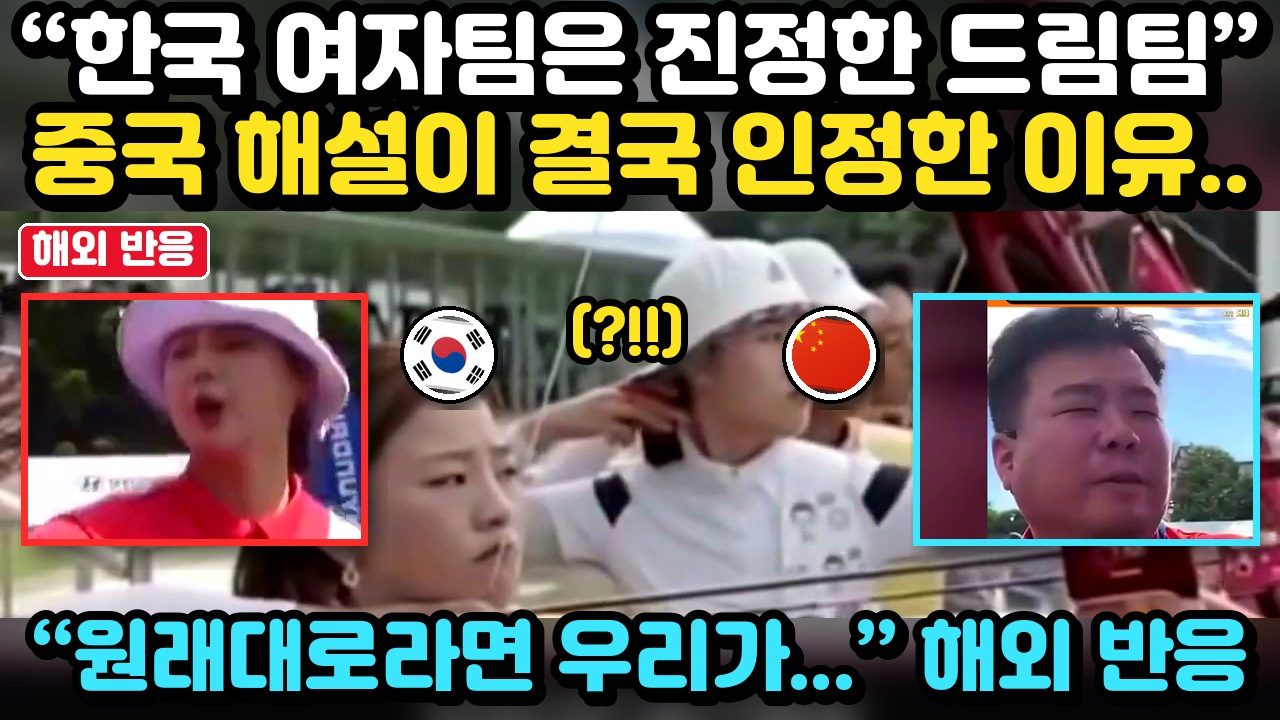 “한국 여자팀은 진정한 드림팀”
중국 해설이 결국 인정한 이유..
해외 반응
(?!!)
“원래대로라면 우리가...” 해외 반응